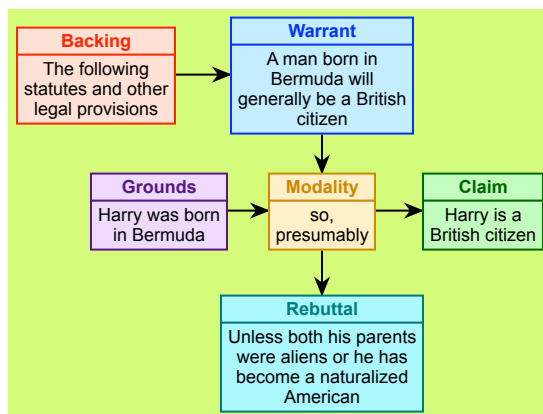 Backing
The following
statutes and other
legal provisions
Warrant
A man born in
Bermuda will
generally be a British
citizen
Grounds
Harry was born
in Bermuda
Modality
so,
presumably
Claim
Harry is a
British citizen
Rebuttal
Unless both his parents
were aliens or he has
become a naturalized
American